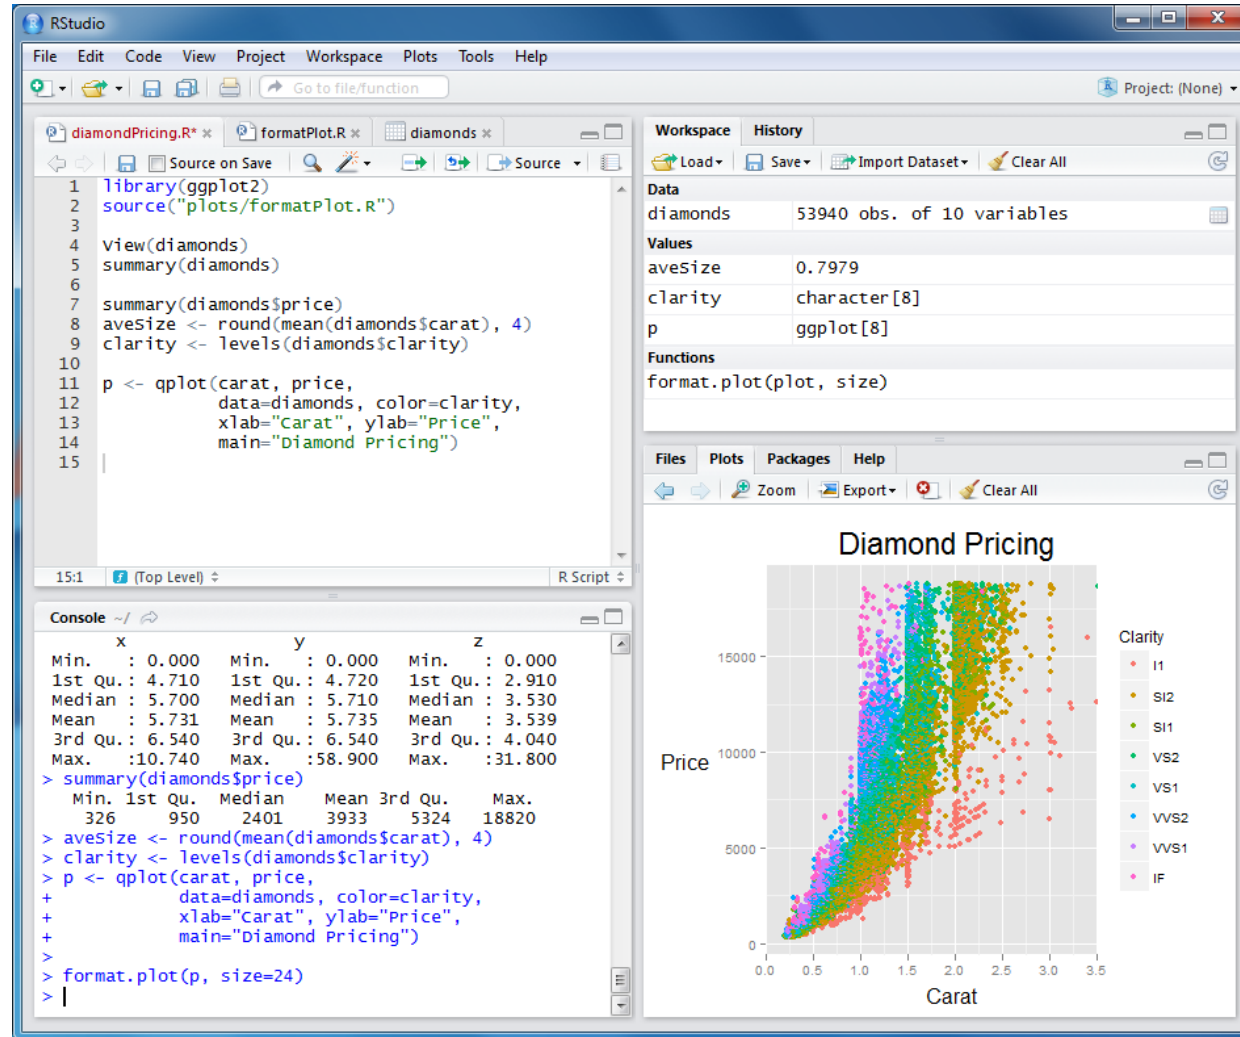 RStudio
File Edit Code View Project Workspace Plots Tools Help
Go to file/function
Project: (None)
diamondPricing.R*
formatPlot.R
diamonds
Source on Save
Source
1 library(ggplot2)
2 source("plots/formatPlot.R")
3
4 View(diamonds)
5 summary(diamonds)
6
7 summary(diamonds$price)
8 aveSize <- round(mean(diamonds$carat), 4)
9 clarity <- levels(diamonds$clarity)
10
11 p <- qplot(carat, price,
12 data=diamonds, color=clarity,
13 xlab="Carat", ylab="Price",
14 main="Diamond Pricing")
15
15:1 (Top Level) R Script
Console ~/
x y z
Min. : 0.000 Min. : 0.000 Min. : 0.000
1st Qu.: 4.710 1st Qu.: 4.720 1st Qu.: 2.910
Median : 5.700 Median : 5.710 Median : 3.530
Mean : 5.731 Mean : 5.735 Mean : 3.539
3rd Qu.: 6.540 3rd Qu.: 6.540 3rd Qu.: 4.040
Max. :10.740 Max. :58.900 Max. :31.800
> summary(diamonds$price)
Min. 1st Qu. Median Mean 3rd Qu. Max.
326 950 2401 3933 5324 18820
> aveSize <- round(mean(diamonds$carat), 4)
> clarity <- levels(diamonds$clarity)
> p <- qplot(carat, price,
+ data=diamonds, color=clarity,
+ xlab="Carat", ylab="Price",
+ main="Diamond Pricing")
>
> format.plot(p, size=24)
>
Workspace History
Load Save Import Dataset Clear All
Data
diamonds 53940 obs. of 10 variables
Values
aveSize 0.7979
clarity character[8]
p ggplot[8]
Functions
format.plot(plot, size)
Files Plots Packages Help
Zoom Export Clear All
Diamond Pricing
Price
15000
10000
5000
0
0.0 0.5 1.0 1.5 2.0 2.5 3.0 3.5
Carat
Clarity
I1
SI2
SI1
VS2
VS1
VVS2
VVS1
IF